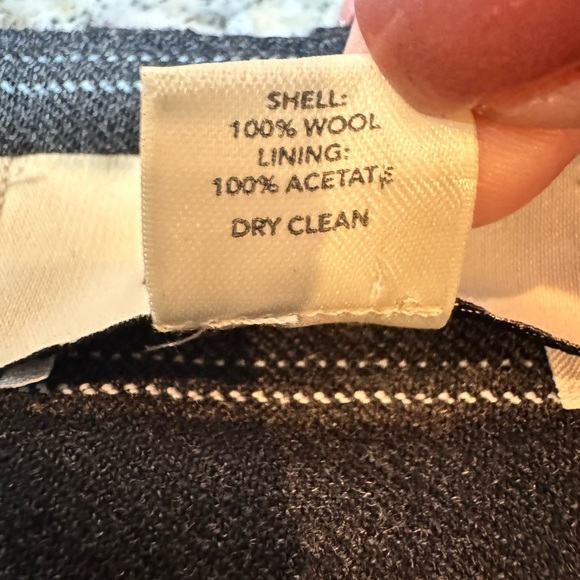 SHELL:
100% WOOL
LINING:
100% ACETATE
DRY CLEAN